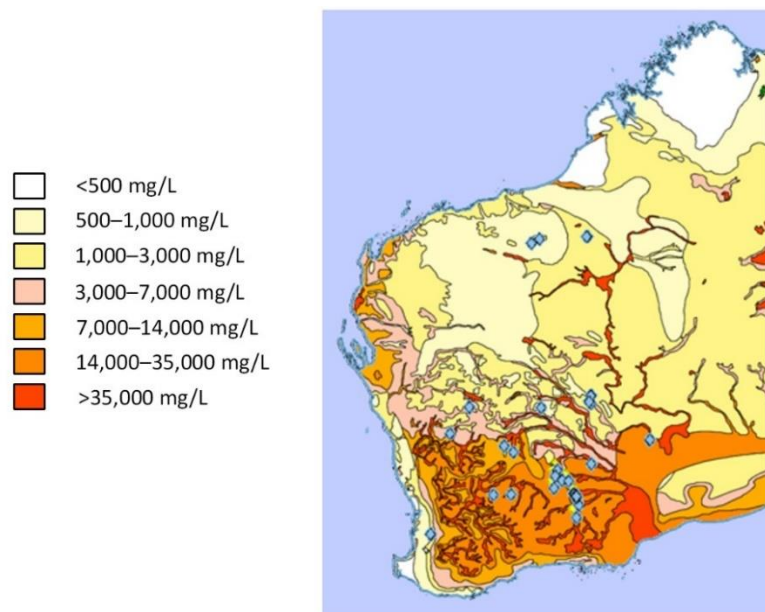 <500 mg/L
500–1,000 mg/L
1,000–3,000 mg/L
3,000–7,000 mg/L
7,000–14,000 mg/L
14,000–35,000 mg/L
>35,000 mg/L